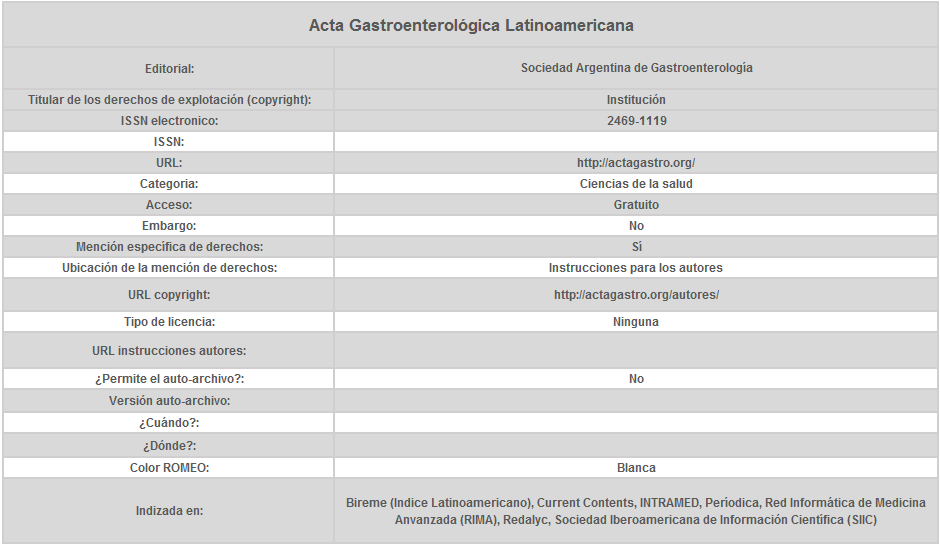 Acta Gastroenterológica Latinoamericana
Editorial: Sociedad Argentina de Gastroenterología
Titular de los derechos de explotación (copyright): Institución
ISSN electronico: 2469-1119
ISSN:
URL: http://actagastro.org/
Categoria: Ciencias de la salud
Acceso: Gratuito
Embargo: No
Mención específica de derechos: Sí
Ubicación de la mención de derechos: Instrucciones para los autores
URL copyright: http://actagastro.org/autores/
Tipo de licencia: Ninguna
URL instrucciones autores:
¿Permite el auto-archivo?: No
Versión auto-archivo:
¿Cuándo?:
¿Dónde?:
Color ROMEO: Blanca
Indizada en: Bireme (Indice Latinoamericano), Current Contents, INTRAMED, Períodica, Red Informática de Medicina
Anvanzada (RIMA), Redalyc, Sociedad Iberoamericana de Información Científica (SIIC)